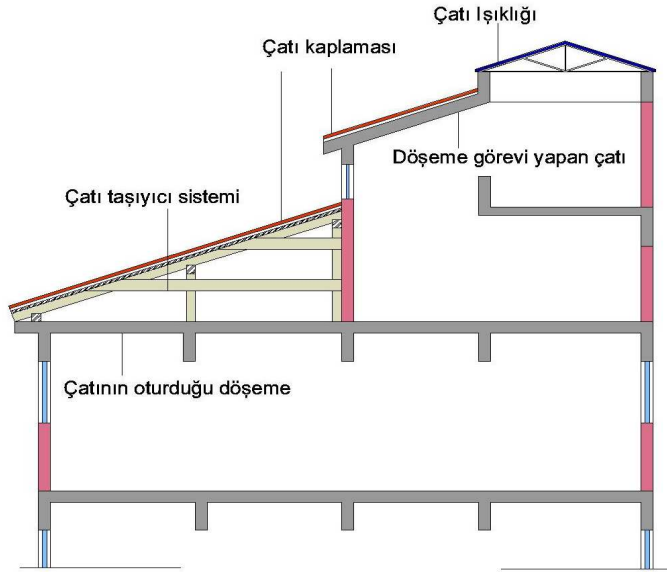 Çatı Işıklığı
Çatı kaplaması
Döşeme görevi yapan çatı
Çatı taşıyıcı sistemi
Çatının oturduğu döşeme